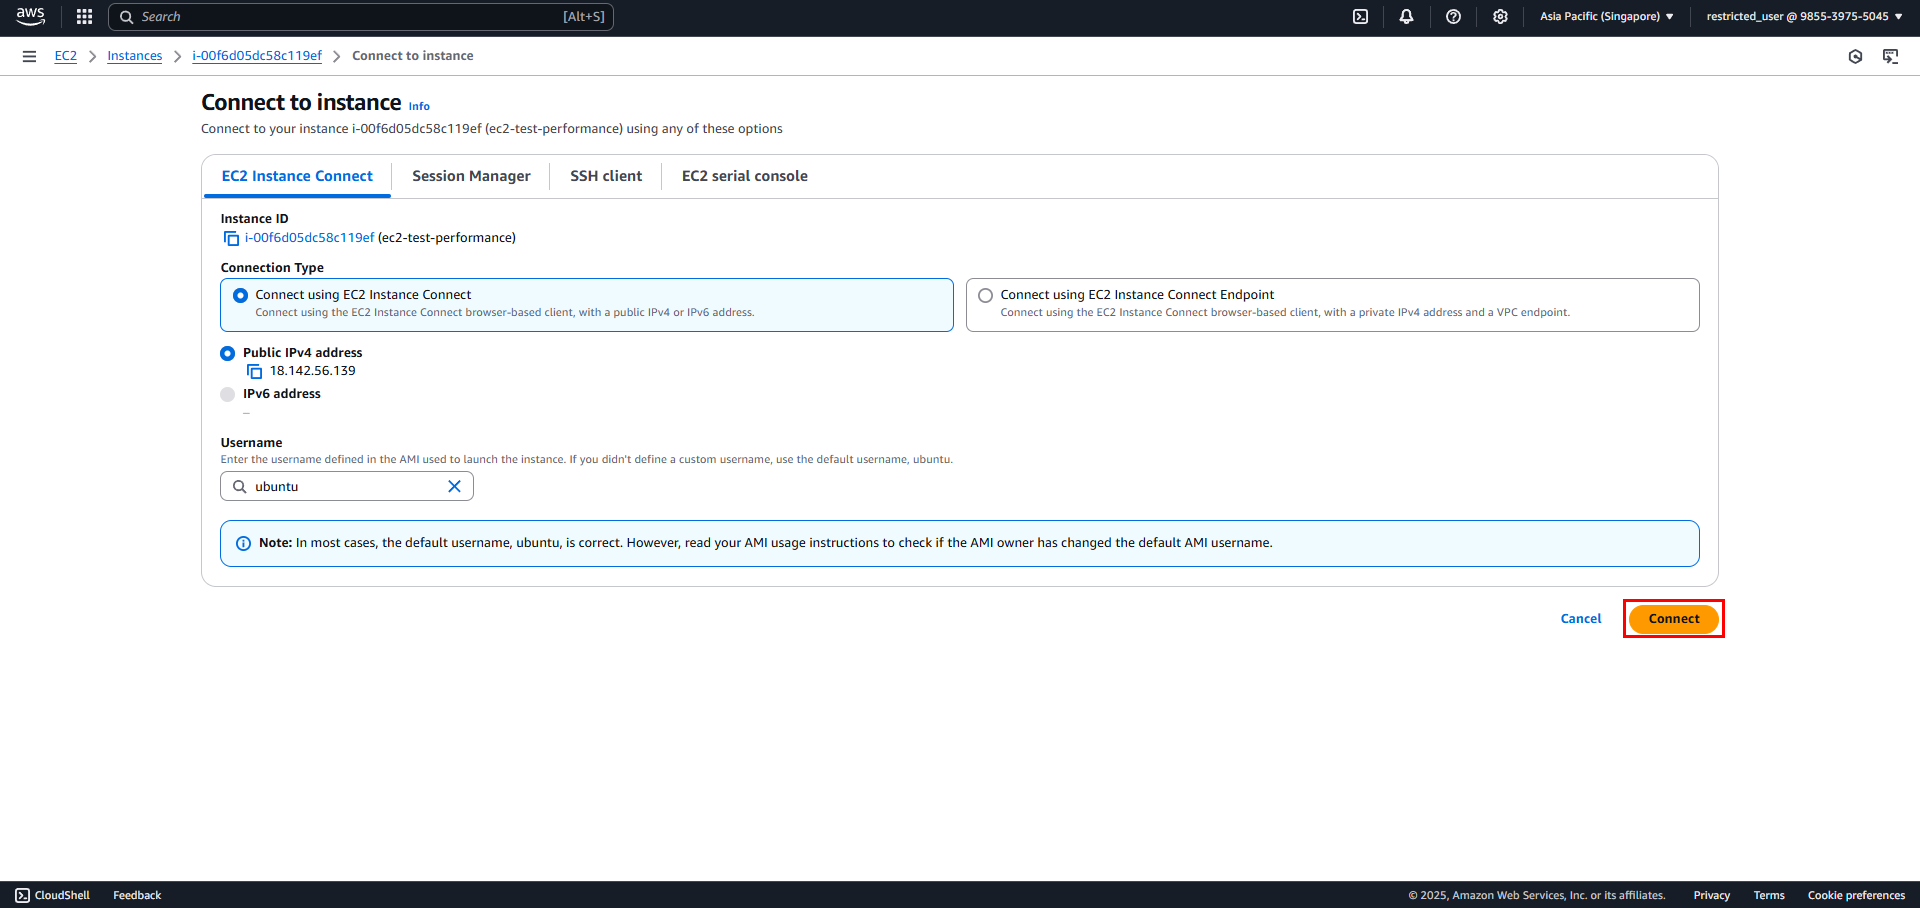 aws
Search [Alt+S]
Asia Pacific (Singapore)
restricted_user @ 9855-3975-5045
EC2 Instances i-00f6d05dc58c119ef Connect to instance
Connect to instance Info
Connect to your instance i-00f6d05dc58c119ef (ec2-test-performance) using any of these options
EC2 Instance Connect Session Manager SSH client EC2 serial console
Instance ID
i-00f6d05dc58c119ef (ec2-test-performance)
Connection Type
Connect using EC2 Instance Connect
Connect using the EC2 Instance Connect browser-based client, with a public IPv4 or IPv6 address.
Connect using EC2 Instance Connect Endpoint
Connect using the EC2 Instance Connect browser-based client, with a private IPv4 address and a VPC endpoint.
Public IPv4 address
18.142.56.139
IPv6 address
–
Username
Enter the username defined in the AMI used to launch the instance. If you didn't define a custom username, use the default username, ubuntu.
ubuntu
Note: In most cases, the default username, ubuntu, is correct. However, read your AMI usage instructions to check if the AMI owner has changed the default AMI username.
Cancel Connect
CloudShell Feedback © 2025, Amazon Web Services, Inc. or its affiliates. Privacy Terms Cookie preferences